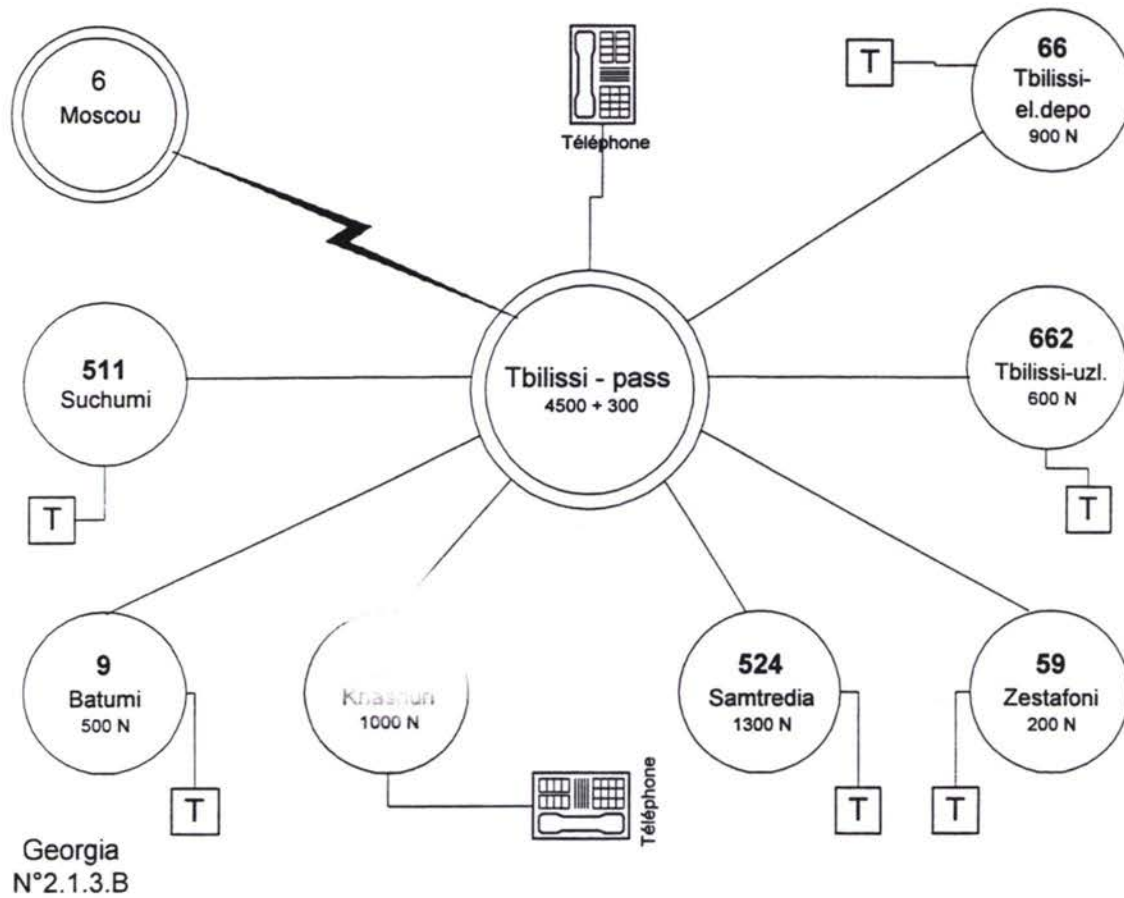 6
Moscou
Téléphone
T
66
Tbilissi-
el.depo
900 N
511
Suchumi
T
Tbilissi - pass
4500 + 300
662
Tbilissi-uzl.
600 N
T
9
Batumi
500 N
T
Khashuri
1000 N
Téléphone
524
Samtredia
1300 N
T
59
Zestafoni
200 N
T
Georgia
N°2.1.3.B